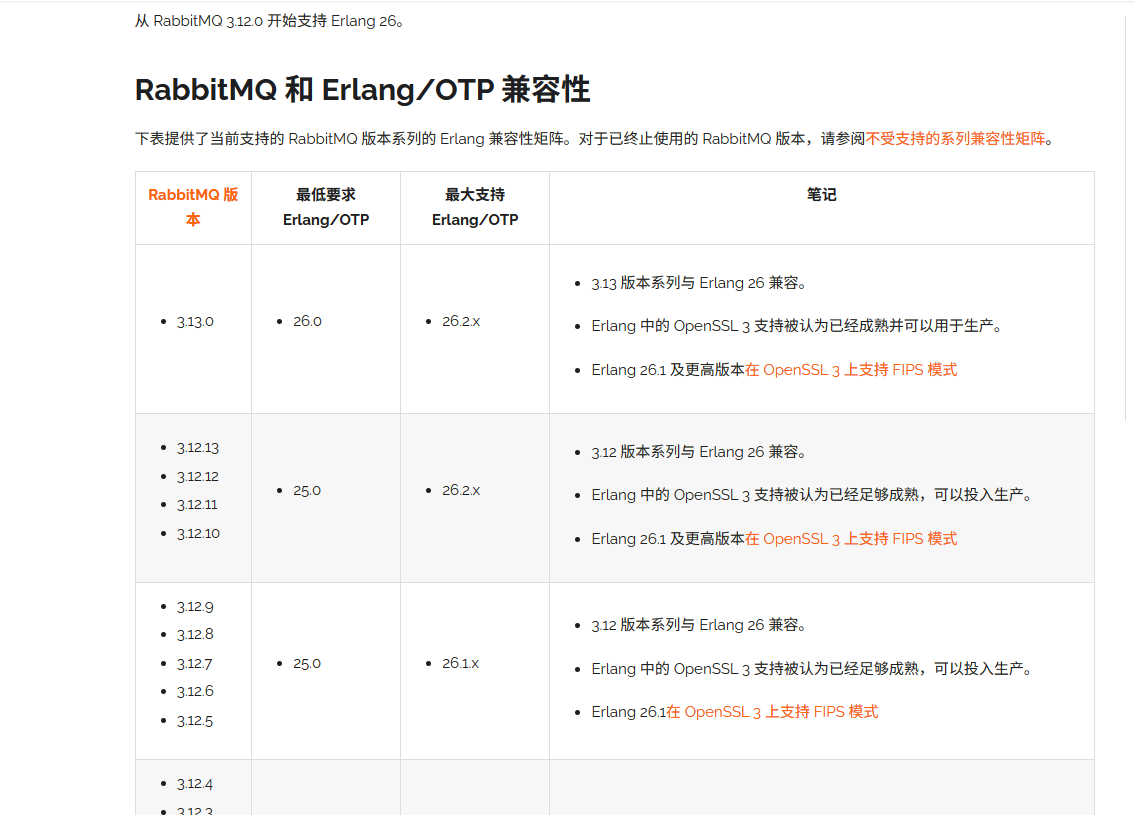 从 RabbitMQ 3.12.0 开始支持 Erlang 26。
RabbitMQ 和 Erlang/OTP 兼容性
下表提供了当前支持的 RabbitMQ 版本系列的 Erlang 兼容性矩阵。对于已终止使用的 RabbitMQ 版本，请参阅不受支持的系列兼容性矩阵。
RabbitMQ 版
本
最低要求
Erlang/OTP
最大支持
Erlang/OTP
笔记
3.13.0
26.0
26.2.x
3.13 版本系列与 Erlang 26 兼容。
Erlang 中的 OpenSSL 3 支持被认为已经成熟并可以用于生产。
Erlang 26.1 及更高版本在 OpenSSL 3 上支持 FIPS 模式
3.12.13
3.12.12
3.12.11
3.12.10
25.0
26.2.x
3.12 版本系列与 Erlang 26 兼容。
Erlang 中的 OpenSSL 3 支持被认为已经足够成熟，可以投入生产。
Erlang 26.1 及更高版本在 OpenSSL 3 上支持 FIPS 模式
3.12.9
3.12.8
3.12.7
3.12.6
3.12.5
25.0
26.1.x
3.12 版本系列与 Erlang 26 兼容。
Erlang 中的 OpenSSL 3 支持被认为已经足够成熟，可以投入生产。
Erlang 26.1在 OpenSSL 3 上支持 FIPS 模式
3.12.4
3.12.3